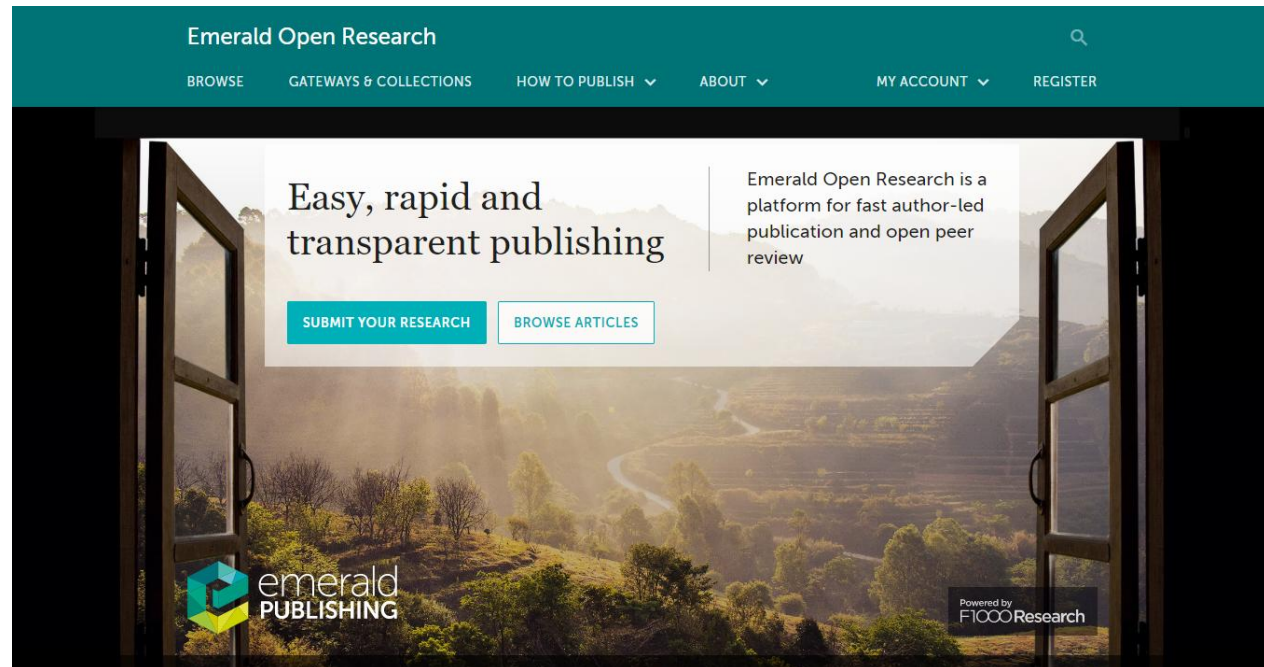 Emerald Open Research
BROWSE GATEWAYS & COLLECTIONS HOW TO PUBLISH ABOUT MY ACCOUNT REGISTER
Easy, rapid and
transparent publishing
Emerald Open Research is a
platform for fast author-led
publication and open peer
review
SUBMIT YOUR RESEARCH BROWSE ARTICLES
emerald
PUBLISHING
Powered by
F1000Research